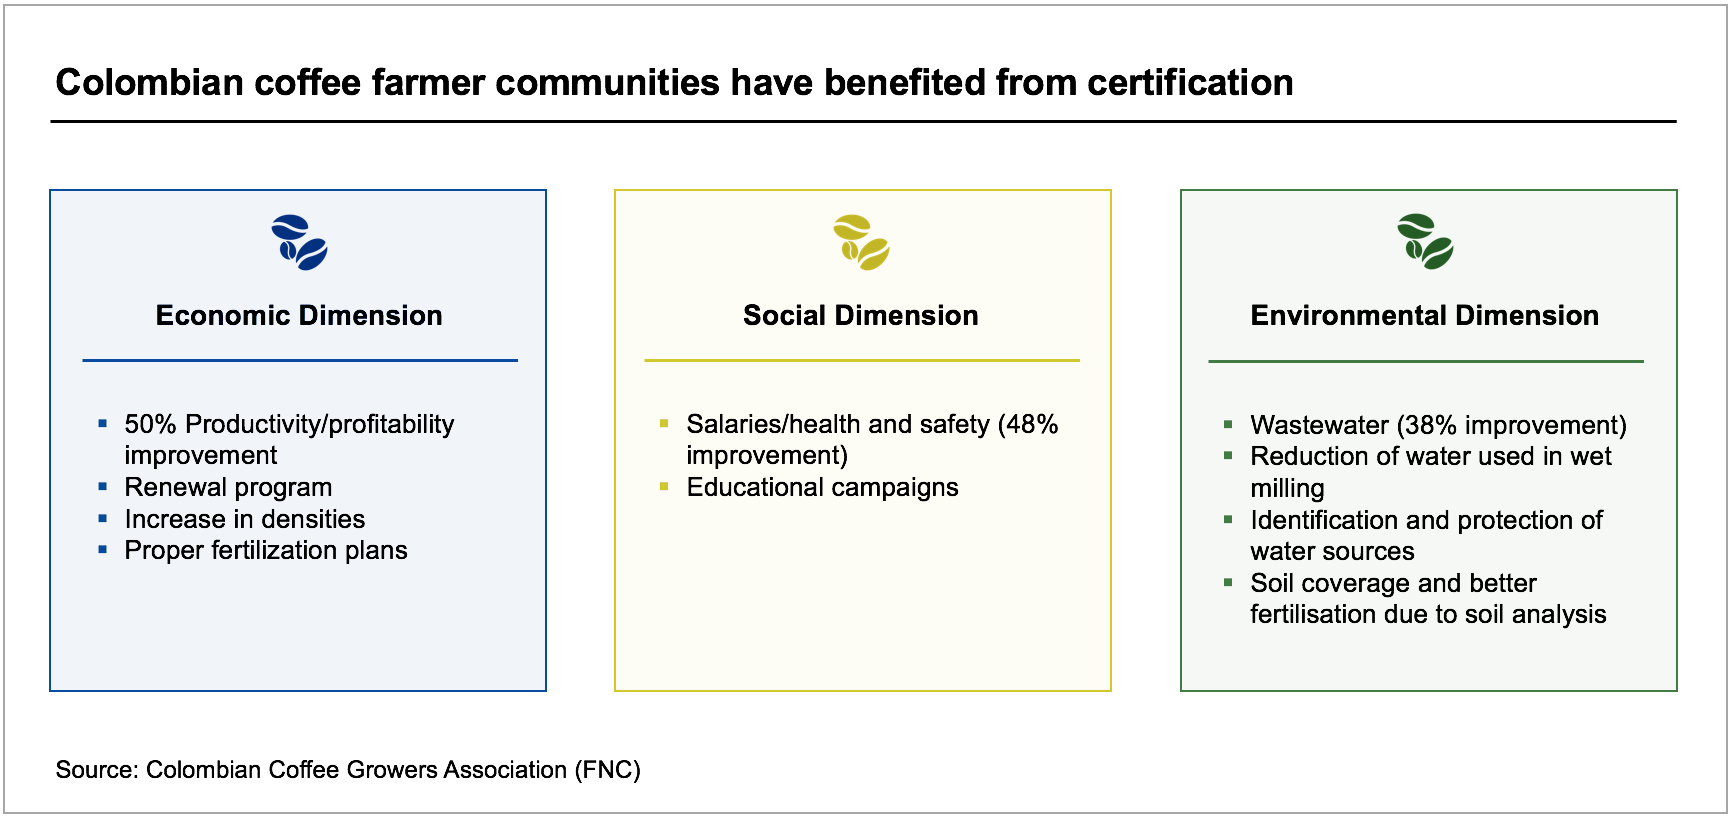 Colombian coffee farmer communities have benefited from certification
Economic Dimension
▪ 50% Productivity/profitability
improvement
▪ Renewal program
▪ Increase in densities
▪ Proper fertilization plans
Social Dimension
▪ Salaries/health and safety (48%
improvement)
▪ Educational campaigns
Environmental Dimension
▪ Wastewater (38% improvement)
▪ Reduction of water used in wet
milling
▪ Identification and protection of
water sources
▪ Soil coverage and better
fertilisation due to soil analysis
Source: Colombian Coffee Growers Association (FNC)